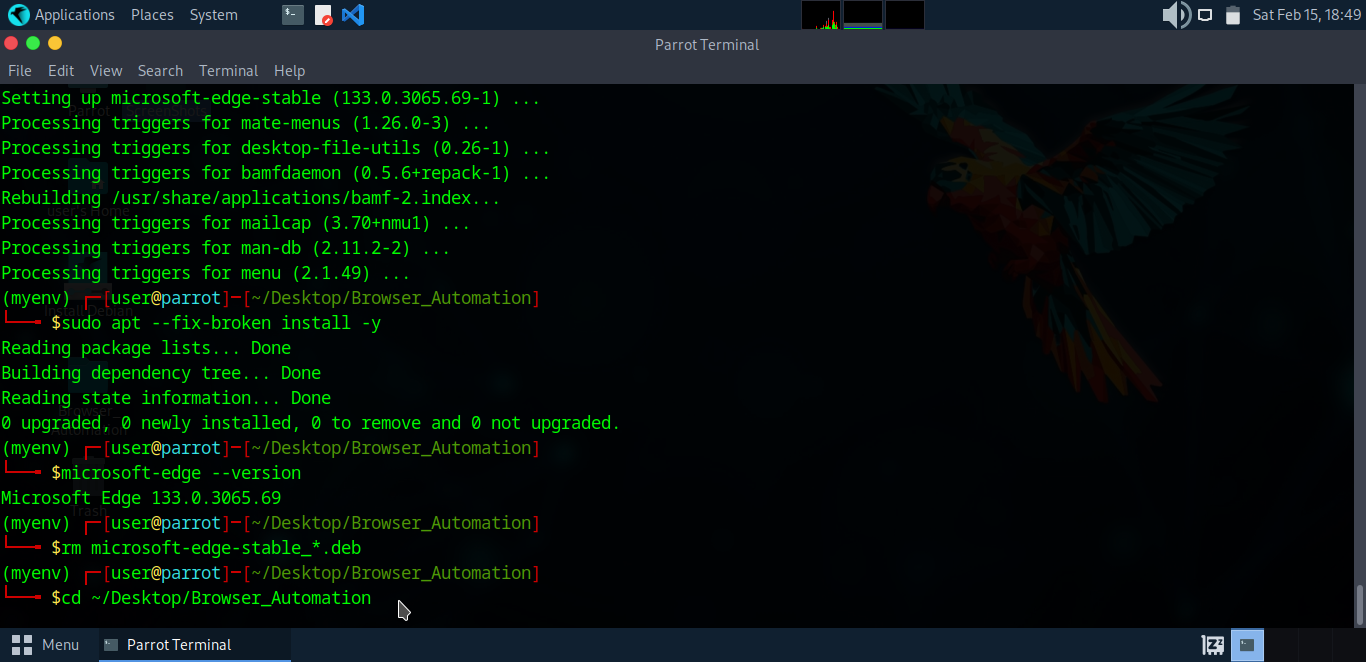 Applications Places System Sat Feb 15, 18:49
Parrot Terminal
File Edit View Search Terminal Help
Setting up microsoft-edge-stable (133.0.3065.69-1) ...
Processing triggers for mate-menus (1.26.0-3) ...
Processing triggers for desktop-file-utils (0.26-1) ...
Processing triggers for bamfdaemon (0.5.6+repack-1) ...
Rebuilding /usr/share/applications/bamf-2.index...
Processing triggers for mailcap (3.70+nmu1) ...
Processing triggers for man-db (2.11.2-2) ...
Processing triggers for menu (2.1.49) ...
(myenv) ┌─[user@parrot]─[~/Desktop/Browser_Automation]
└──╼ $sudo apt --fix-broken install -y
Reading package lists... Done
Building dependency tree... Done
Reading state information... Done
0 upgraded, 0 newly installed, 0 to remove and 0 not upgraded.
(myenv) ┌─[user@parrot]─[~/Desktop/Browser_Automation]
└──╼ $microsoft-edge --version
Microsoft Edge 133.0.3065.69
(myenv) ┌─[user@parrot]─[~/Desktop/Browser_Automation]
└──╼ $rm microsoft-edge-stable_*.deb
(myenv) ┌─[user@parrot]─[~/Desktop/Browser_Automation]
└──╼ $cd ~/Desktop/Browser_Automation
user's Home
Trash
Menu Parrot Terminal